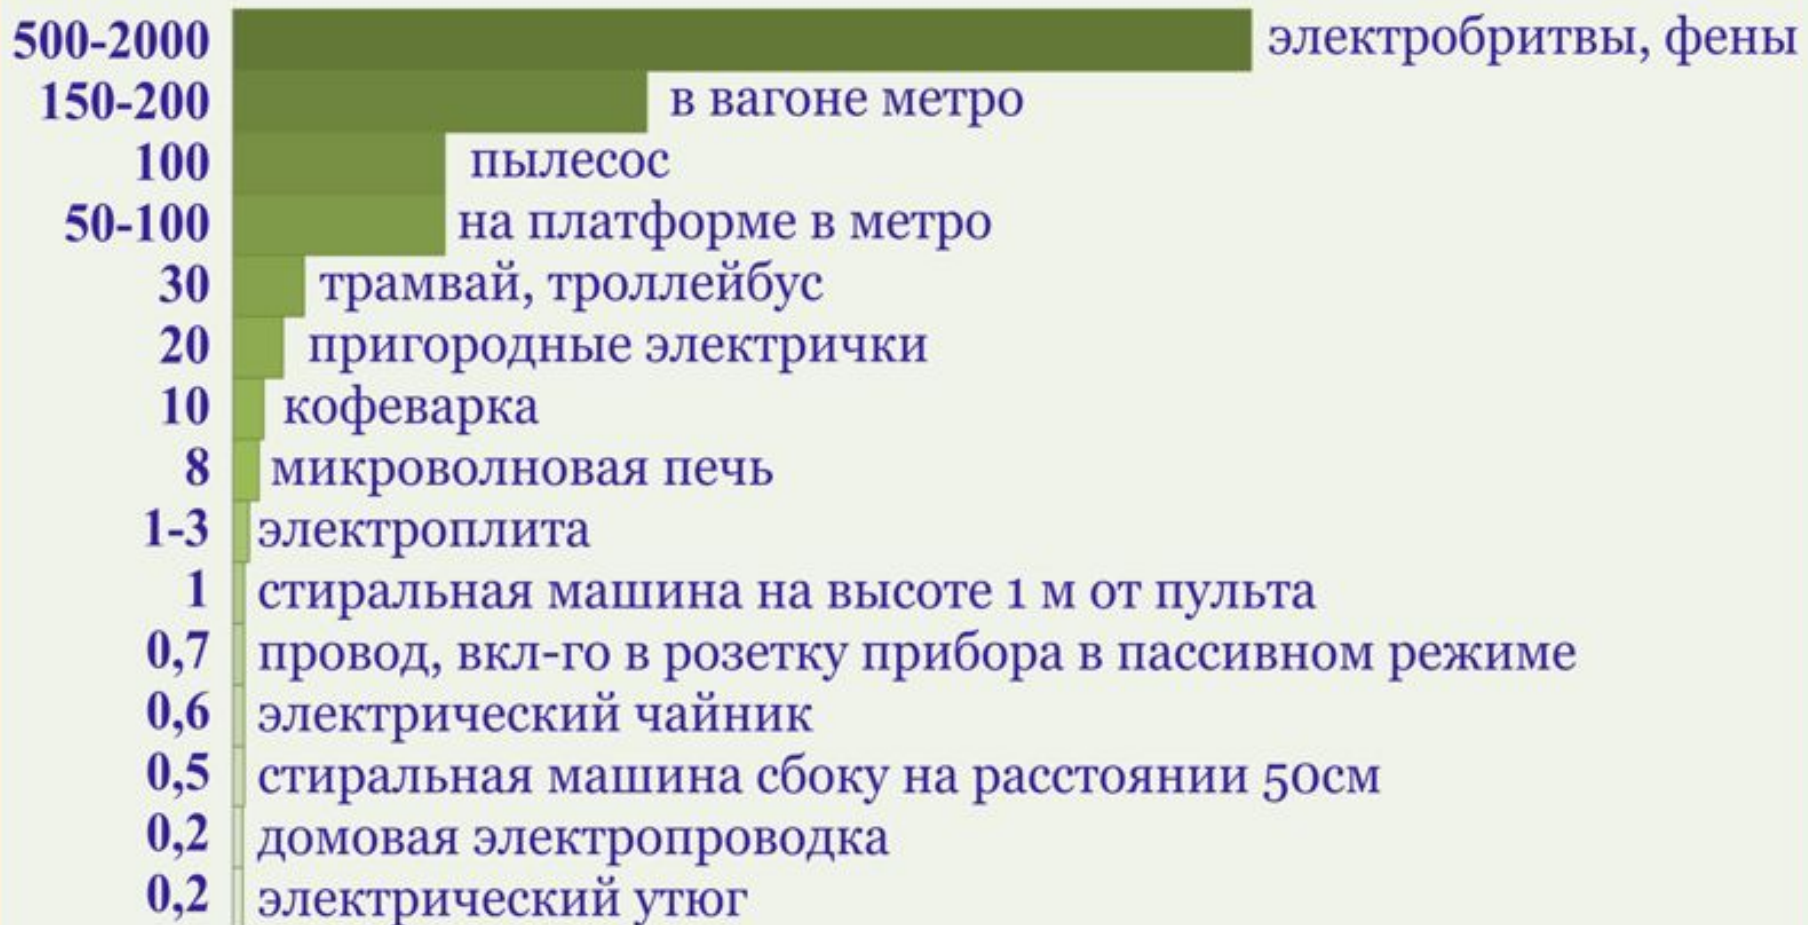 500-2000 электробритвы, фены
150-200 в вагоне метро
100 пылесос
50-100 на платформе в метро
30 трамвай, троллейбус
20 пригородные электрички
10 кофеварка
8 микроволновая печь
1-3 электроплита
1 стиральная машина на высоте 1 м от пульта
0,7 провод, вкл-го в розетку прибора в пассивном режиме
0,6 электрический чайник
0,5 стиральная машина сбоку на расстоянии 50см
0,2 домовая электропроводка
0,2 электрический утюг